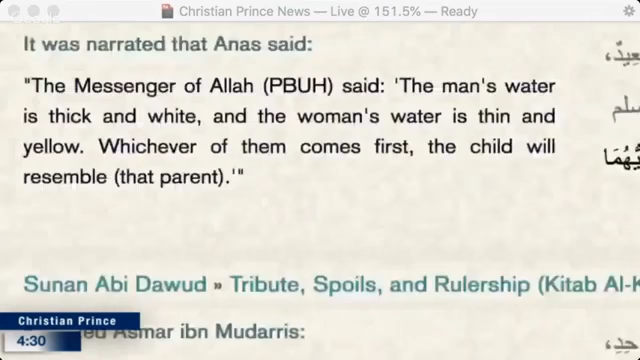 Christian Prince News — Live @ 151.5% — Ready
It was narrated that Anas said:
"The Messenger of Allah (PBUH) said: 'The man's water
is thick and white, and the woman's water is thin and
yellow. Whichever of them comes first, the child will
resemble (that parent).'"
سلم
Sunan Abi Dawud » Tribute, Spoils, and Rulership (Kitab Al-K
Christian Prince
Asmar ibn Mudarris:
4:30